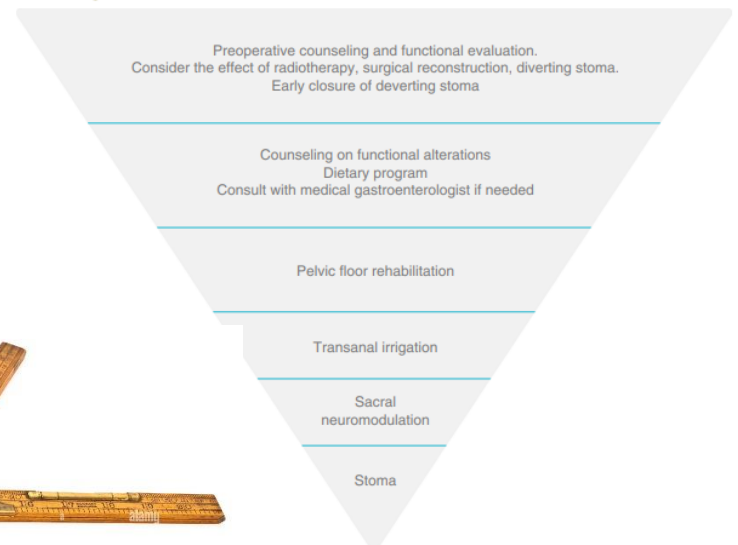 Preoperative counseling and functional evaluation.
Consider the effect of radiotherapy, surgical reconstruction, diverting stoma.
Early closure of deverting stoma
Counseling on functional alterations
Dietary program
Consult with medical gastroenterologist if needed
Pelvic floor rehabilitation
Transanal irrigation
Sacral
neuromodulation
Stoma
alamy